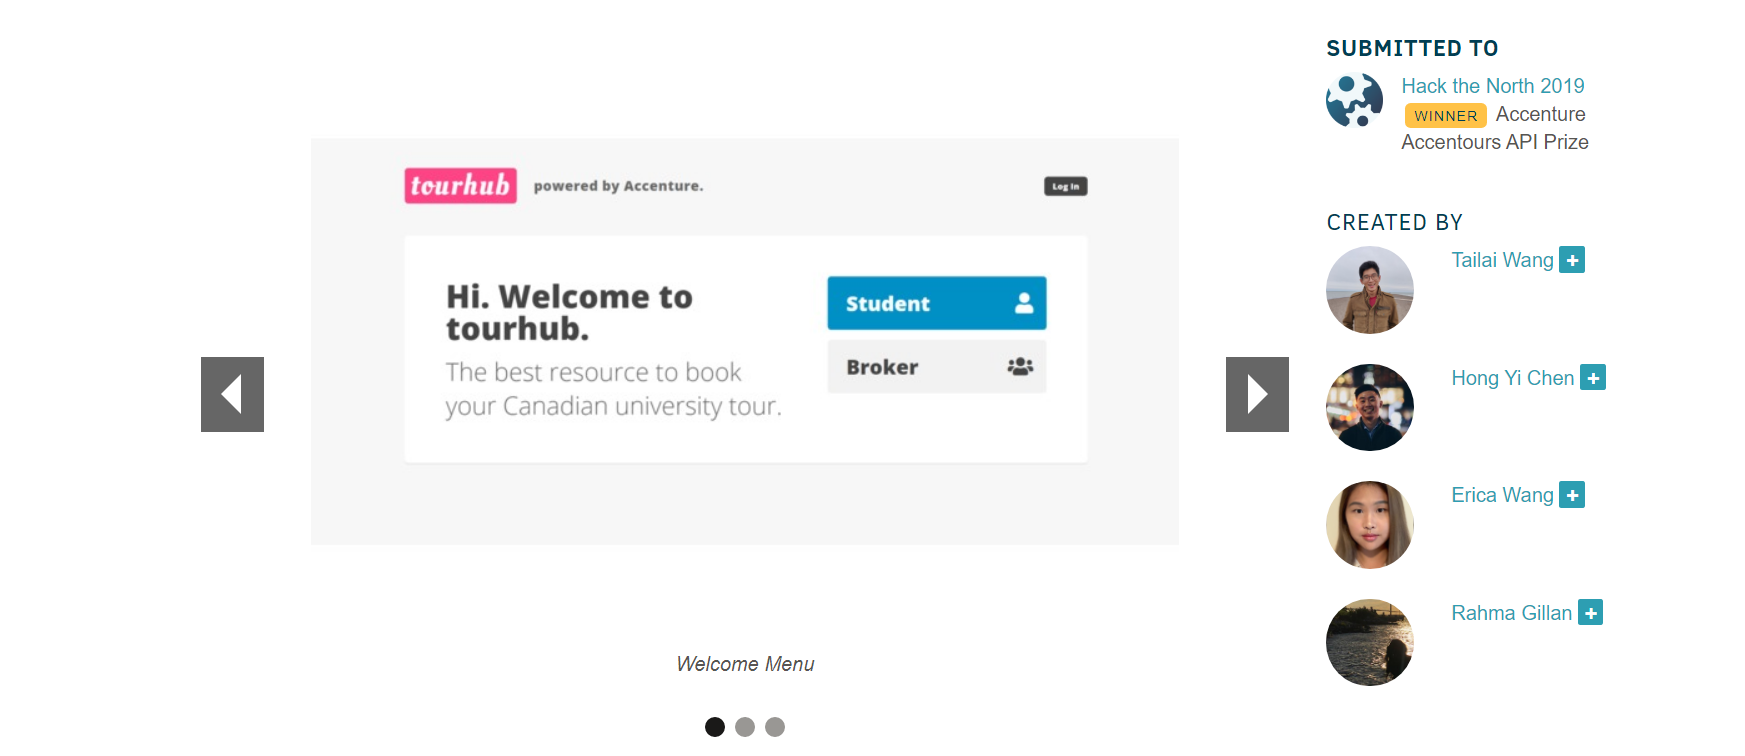 tourhub
powered by Accenture.
Log In
Hi. Welcome to
tourhub.
The best resource to book
your Canadian university tour.
Student
Broker
Welcome Menu
SUBMITTED TO
Hack the North 2019
WINNER Accenture
Accentours API Prize
CREATED BY
Tailai Wang
Hong Yi Chen
Erica Wang
Rahma Gillan